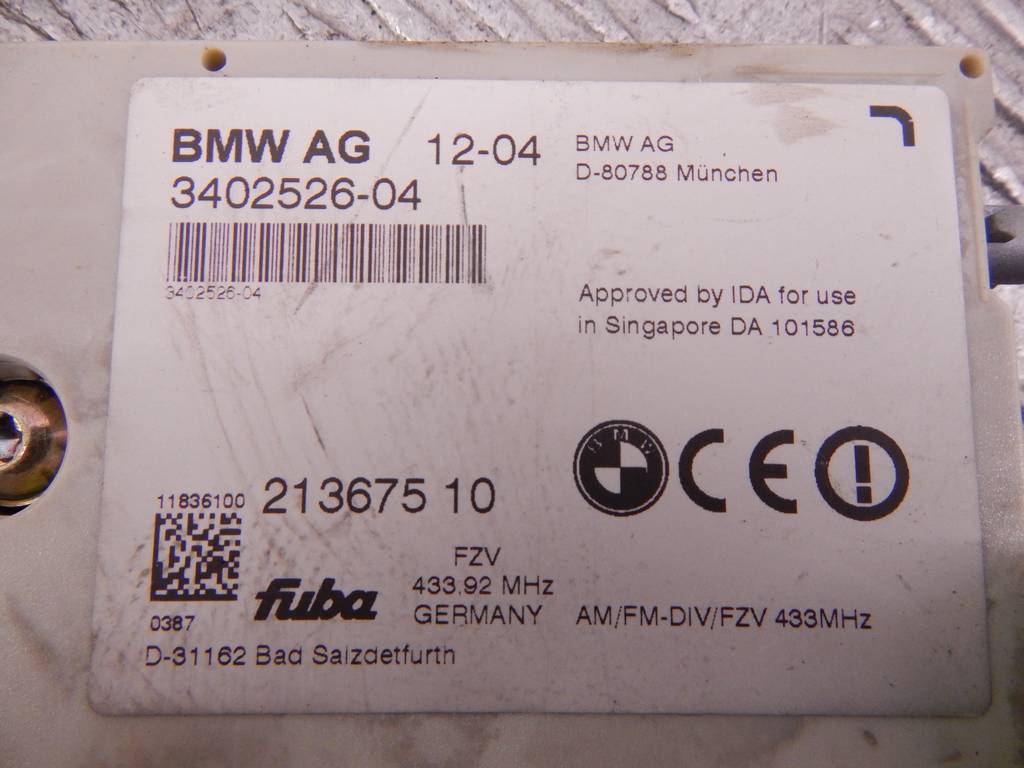 BMW AG 12-04
3402526-04
3402526-04
BMW AG
D-80788 München
Approved by IDA for use
in Singapore DA 101586
BMW
CE
11836100
213675 10
0387
fuba
FZV
433.92 MHz
GERMANY
AM/FM-DIV/FZV 433MHz
D-31162 Bad Salzdetfurth